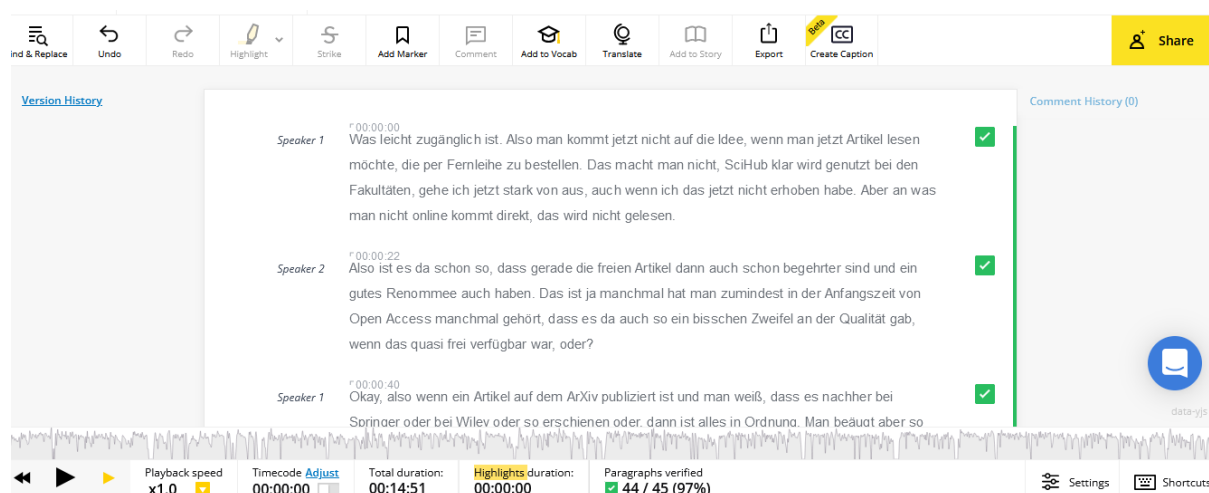 ind & Replace
Undo
Redo
Highlight
Strike
Add Marker
Comment
Add to Vocab
Translate
Add to Story
Export
Beta
CC
Create Caption
Share
Version History
Comment History (0)
00:00:00
Speaker 1
Was leicht zugänglich ist. Also man kommt jetzt nicht auf die Idee, wenn man jetzt Artikel lesen
möchte, die per Fernleihe zu bestellen. Das macht man nicht, SciHub klar wird genutzt bei den
Fakultäten, gehe ich jetzt stark von aus, auch wenn ich das jetzt nicht erhoben habe. Aber an was
man nicht online kommt direkt, das wird nicht gelesen.
00:00:22
Speaker 2
Also ist es da schon so, dass gerade die freien Artikel dann auch schon begehrter sind und ein
gutes Renommee auch haben. Das ist ja manchmal hat man zumindest in der Anfangszeit von
Open Access manchmal gehört, dass es da auch so ein bisschen Zweifel an der Qualität gab,
wenn das quasi frei verfügbar war, oder?
00:00:40
Speaker 1
Okay, also wenn ein Artikel auf dem ArXiv publiziert ist und man weiß, dass es nachher bei
Springer oder bei Wiley oder so erschienen oder, dann ist alles in Ordnung. Man beäugt aber so
data-yjs
Playback speed
x1.0
Timecode Adjust
00:00:00
Total duration:
00:14:51
Highlights duration:
00:00:00
Paragraphs verified
44 / 45 (97%)
Settings
Shortcuts